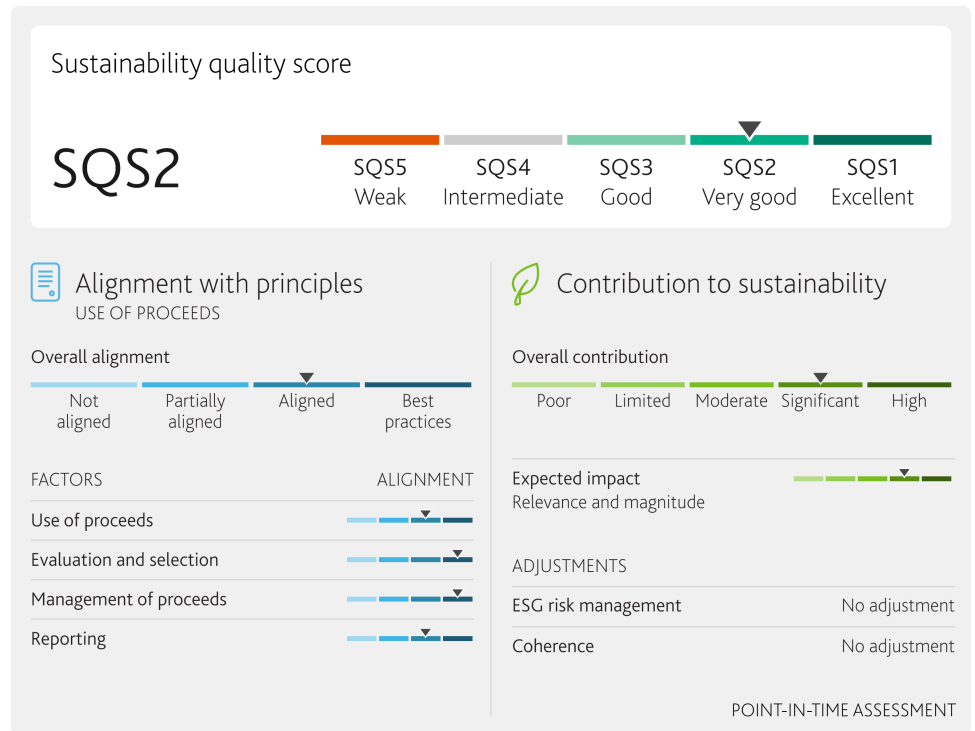 Sustainability quality score
SQS2
SQS5 SQS4 SQS3 SQS2 SQS1
Weak Intermediate Good Very good Excellent
Alignment with principles
USE OF PROCEEDS
Overall alignment
Not aligned
Partially aligned
Aligned
Best practices
FACTORS ALIGNMENT
Use of proceeds
Evaluation and selection
Management of proceeds
Reporting
Contribution to sustainability
Overall contribution
Poor Limited Moderate Significant High
Expected impact
Relevance and magnitude
ADJUSTMENTS
ESG risk management No adjustment
Coherence No adjustment
POINT-IN-TIME ASSESSMENT